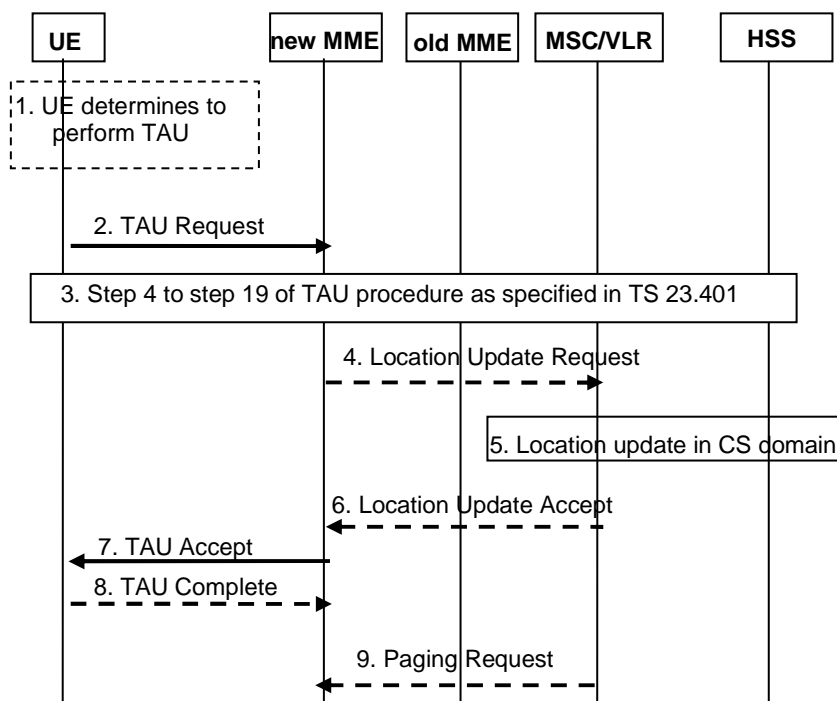 UE
new MME
old MME
MSC/VLR
HSS
1. UE determines to
perform TAU
2. TAU Request
3. Step 4 to step 19 of TAU procedure as specified in TS 23.401
4. Location Update Request
5. Location update in CS domain
6. Location Update Accept
7. TAU Accept
8. TAU Complete
9. Paging Request